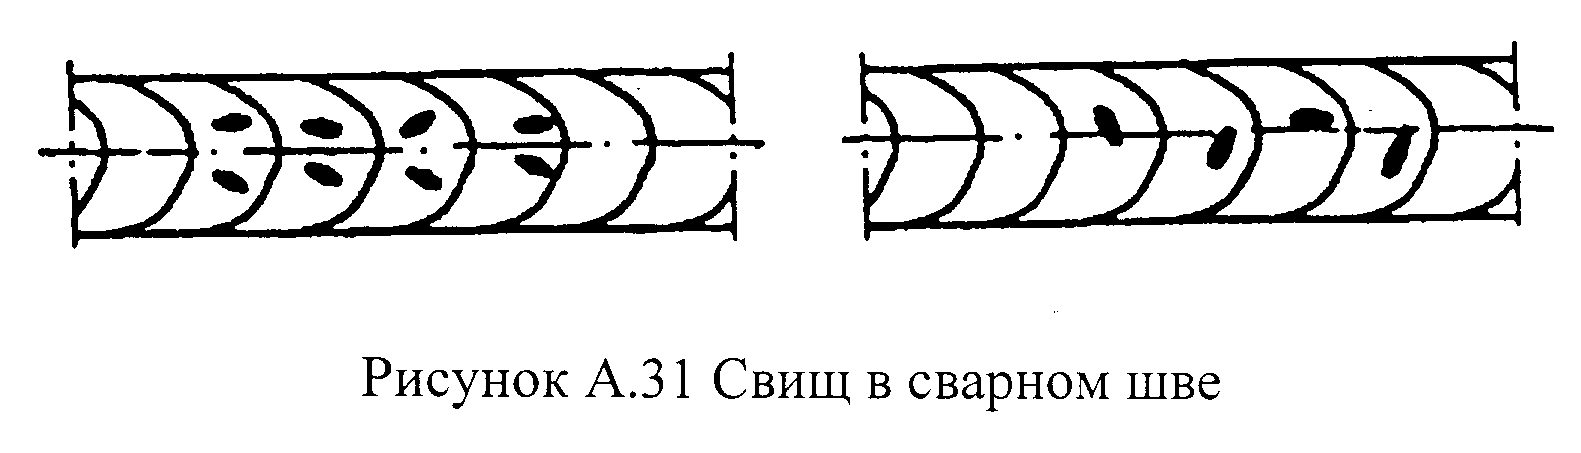 Рисунок А.31 Свищ в сварном шве